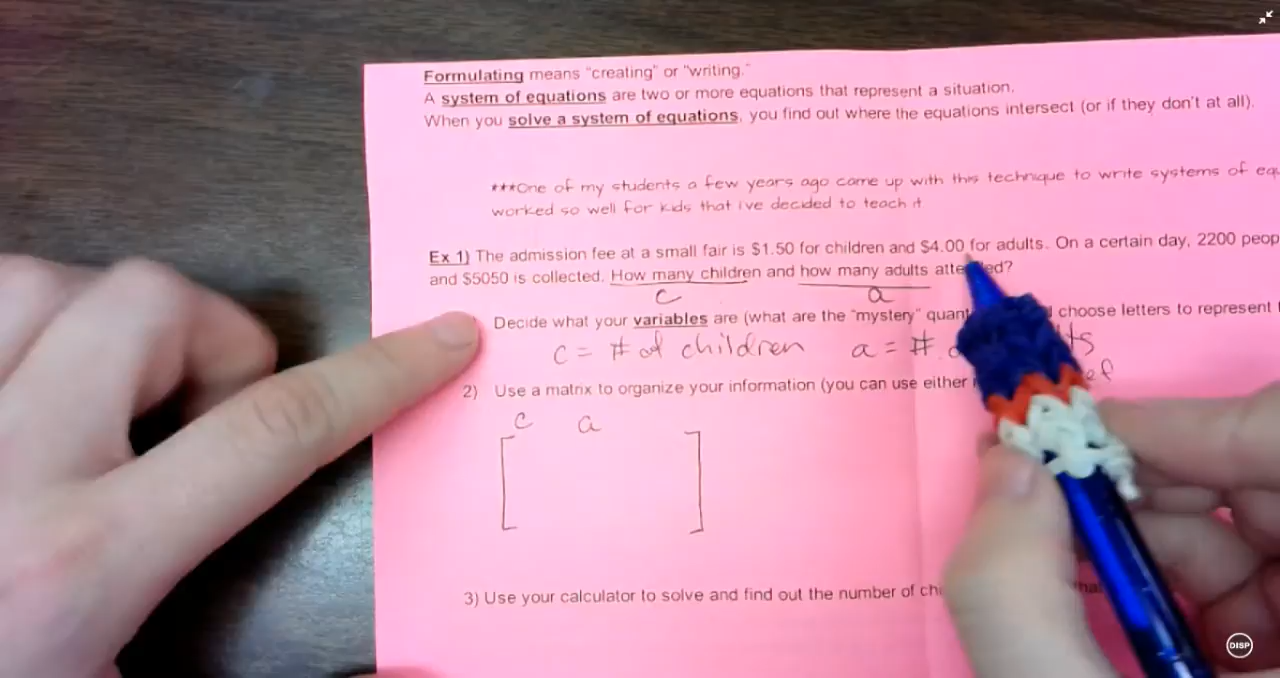 Formulating means "creating" or "writing."
A system of equations are two or more equations that represent a situation.
When you solve a system of equations, you find out where the equations intersect (or if they don't at all).
***One of my students a few years ago came up with this technique to write systems of
worked so well for kids that ive decided to teach it
Ex 1) The admission fee at a small fair is $1.50 for children and $4.00 for adults. On a certain day, 2200
and $5050 is collected. How many children and how many adults
c a
Decide what your variables are (what are the "mystery" choose letters to represent
c = # of children a = #
2) Use a matrix to organize your information (you can use either
c a
3) Use your calculator to solve and find out the number of
DISP